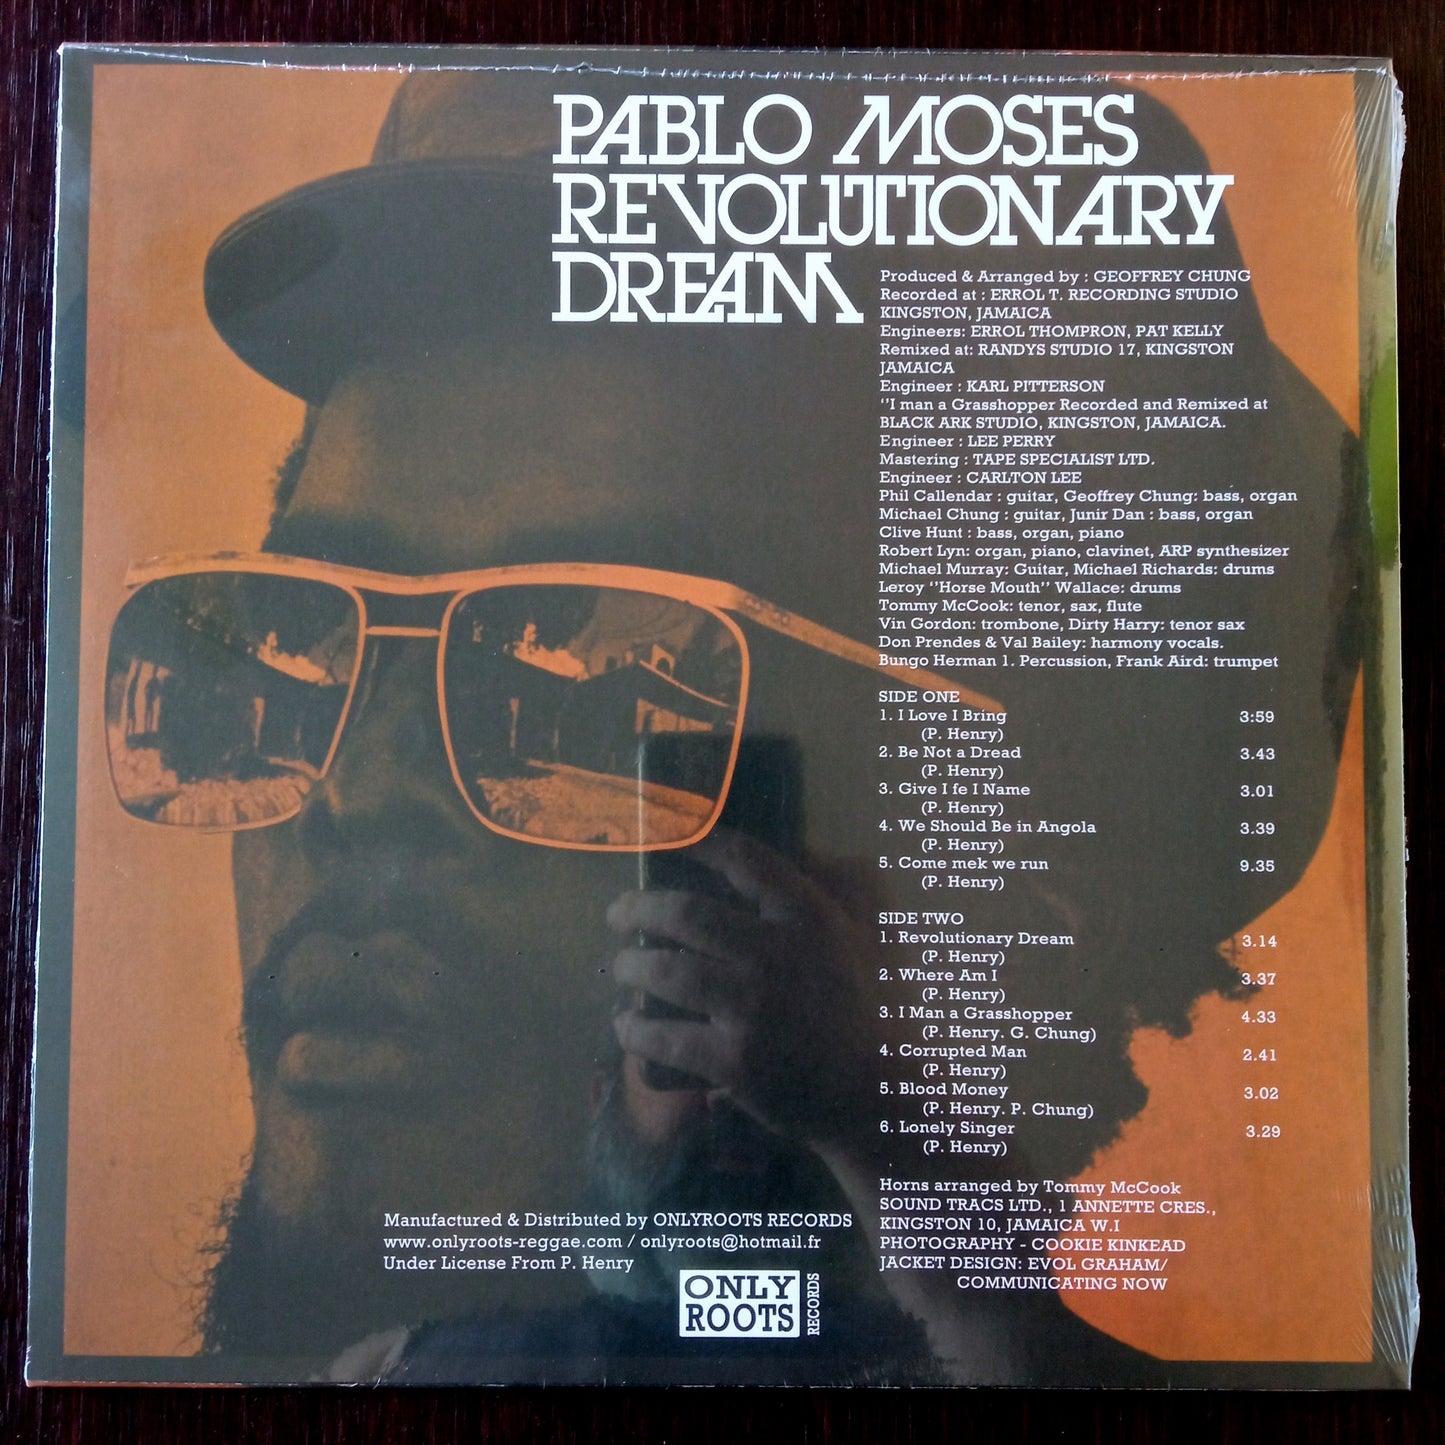 PABLO MOSES
REVOLUTIONARY
DREAM
Produced & Arranged by : GEOFFREY CHUNG
Recorded at : ERROL T. RECORDING STUDIO
KINGSTON, JAMAICA
Engineers: ERROL THOMPRON, PAT KELLY
Remixed at: RANDYS STUDIO 17, KINGSTON
JAMAICA
Engineer : KARL PITTERSON
''I man a Grasshopper Recorded and Remixed at
BLACK ARK STUDIO, KINGSTON, JAMAICA.
Engineer : LEE PERRY
Mastering : TAPE SPECIALIST LTD.
Engineer : CARLTON LEE
Phil Callendar : guitar, Geoffrey Chung: bass, organ
Michael Chung : guitar, Junir Dan : bass, organ
Clive Hunt : bass, organ, piano
Robert Lyn: organ, piano, clavinet, ARP synthesizer
Michael Murray: Guitar, Michael Richards: drums
Leroy ''Horse Mouth'' Wallace: drums
Tommy McCook: tenor, sax, flute
Vin Gordon: trombone, Dirty Harry: tenor sax
Don Prendes & Val Bailey: harmony vocals.
Bungo Herman 1. Percussion, Frank Aird: trumpet
SIDE ONE
1. I Love I Bring 3:59
(P. Henry)
2. Be Not a Dread 3.43
(P. Henry)
3. Give I fe I Name 3.01
(P. Henry)
4. We Should Be in Angola 3.39
(P. Henry)
5. Come mek we run 9.35
(P. Henry)
SIDE TWO
1. Revolutionary Dream 3.14
(P. Henry)
2. Where Am I 3.37
(P. Henry)
3. I Man a Grasshopper 4.33
(P. Henry. G. Chung)
4. Corrupted Man 2.41
(P. Henry)
5. Blood Money 3.02
(P. Henry. P. Chung)
6. Lonely Singer 3.29
(P. Henry)
Horns arranged by Tommy McCook
SOUND TRACS LTD., 1 ANNETTE CRES.,
KINGSTON 10, JAMAICA W.I
PHOTOGRAPHY - COOKIE KINKEAD
JACKET DESIGN: EVOL GRAHAM/
COMMUNICATING NOW
Manufactured & Distributed by ONLYROOTS RECORDS
www.onlyroots-reggae.com / onlyroots@hotmail.fr
Under License From P. Henry
ONLY
ROOTS
RECORDS